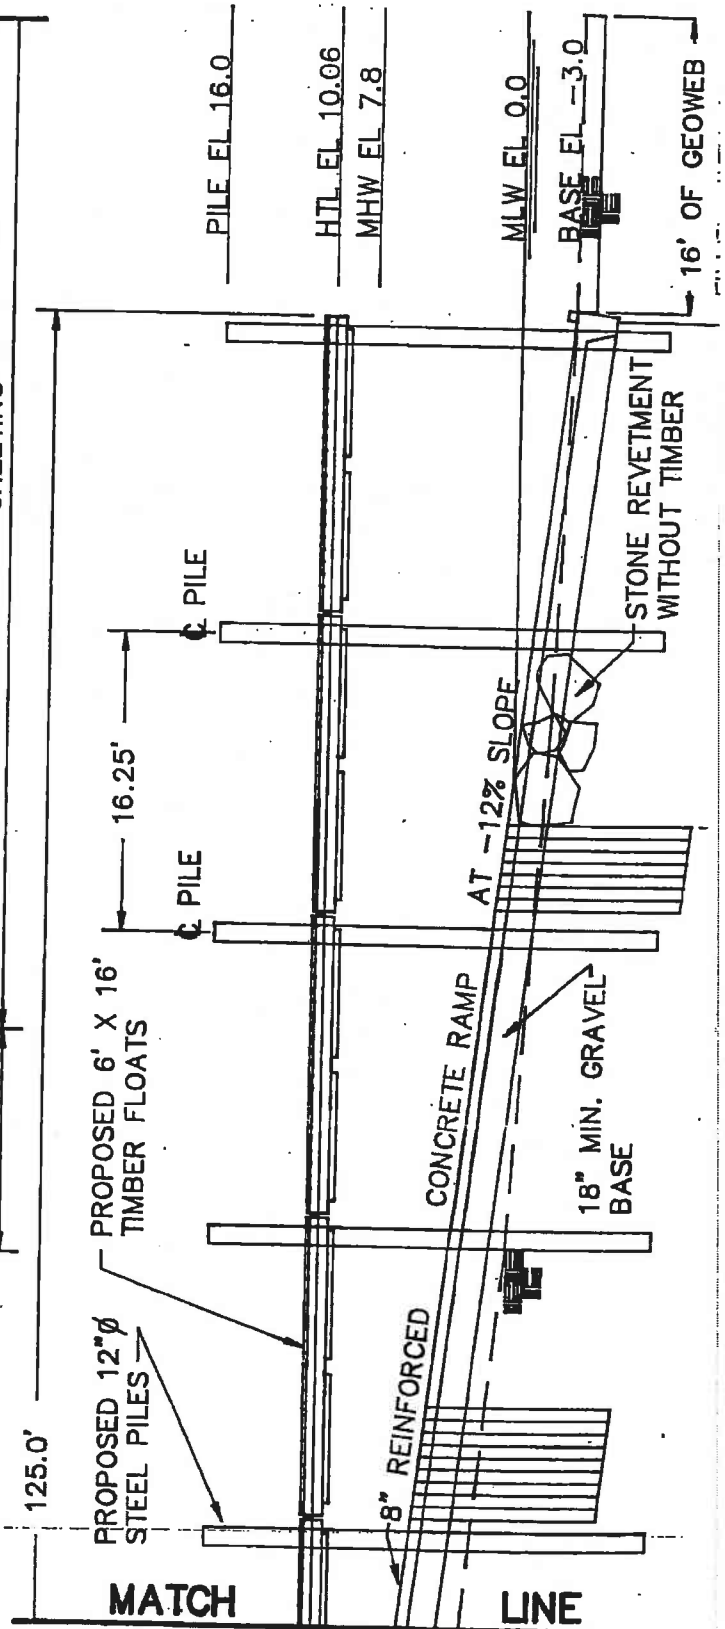 PILE EL 16.0
HTL EL 10.06
MHW EL 7.8
MLW EL 0.0
BASE EL -3.0
16' OF GEOWEB
125.0'
℄ PILE
16.25'
℄ PILE
PROPOSED 6' X 16'
TIMBER FLOATS
PROPOSED 12"Ø
STEEL PILES
STONE REVETMENT
WITHOUT TIMBER
8" REINFORCED CONCRETE RAMP AT -12% SLOPE
18" MIN. GRAVEL
BASE
MATCH LINE